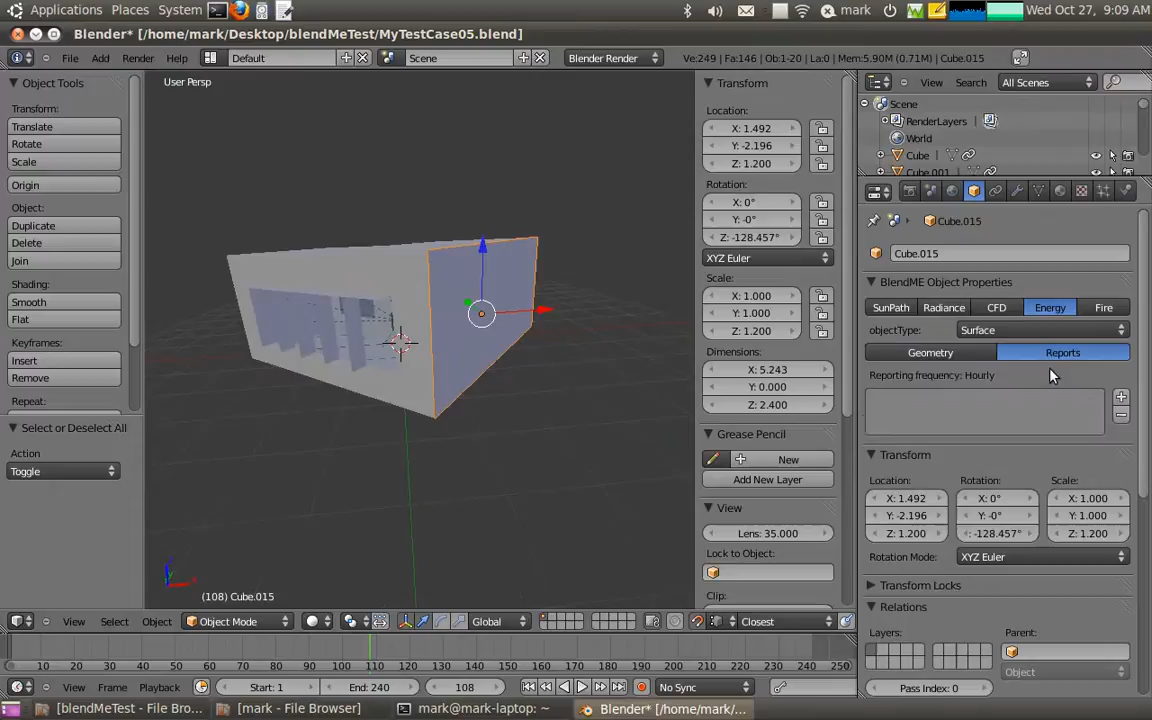 Applications Places System mark Wed Oct 27, 9:09 AM
Blender* [/home/mark/Desktop/blendMeTest/MyTestCase05.blend]
File Add Render Help Default Scene Blender Render Ve:249 | Fa:146 | Ob:1-20 | La:0 | Mem:5.90M (0.71M) | Cube.015
Object Tools
Transform:
Translate
Rotate
Scale
Origin
Object:
Duplicate
Delete
Join
Shading:
Smooth
Flat
Keyframes:
Insert
Remove
Repeat:
Select or Deselect All
Action
Toggle
User Persp
(108) Cube.015
Transform
Location:
X: 1.492
Y: -2.196
Z: 1.200
Rotation:
X: 0°
Y: -0°
Z: -128.457°
XYZ Euler
Scale:
X: 1.000
Y: 1.000
Z: 1.200
Dimensions:
X: 5.243
Y: 0.000
Z: 2.400
Grease Pencil
New
Add New Layer
View
Lens: 35.000
Lock to Object:
Clip:
View Search All Scenes
Scene
RenderLayers
World
Cube
Cube.001
Cube.015
Cube.015
BlendME Object Properties
SunPath Radiance CFD Energy Fire
objectType: Surface
Geometry Reports
Reporting frequency: Hourly
Transform
Location: Rotation: Scale:
X: 1.492 X: 0° X: 1.000
Y: -2.196 Y: -0° Y: 1.000
Z: 1.200 : -128.457° Z: 1.200
Rotation Mode: XYZ Euler
Transform Locks
Relations
Layers: Parent:
Object
Pass Index: 0
View Select Object Object Mode Global Closest
10 20 30 40 50 60 70 80 90 100 110 120 130 140 150 160 170 180 190 200 210 220 230 240 250
View Frame Playback Start: 1 End: 240 108 No Sync
[blendMeTest - File Bro... [mark - File Browser] mark@mark-laptop: ~ Blender* [/home/mark/...